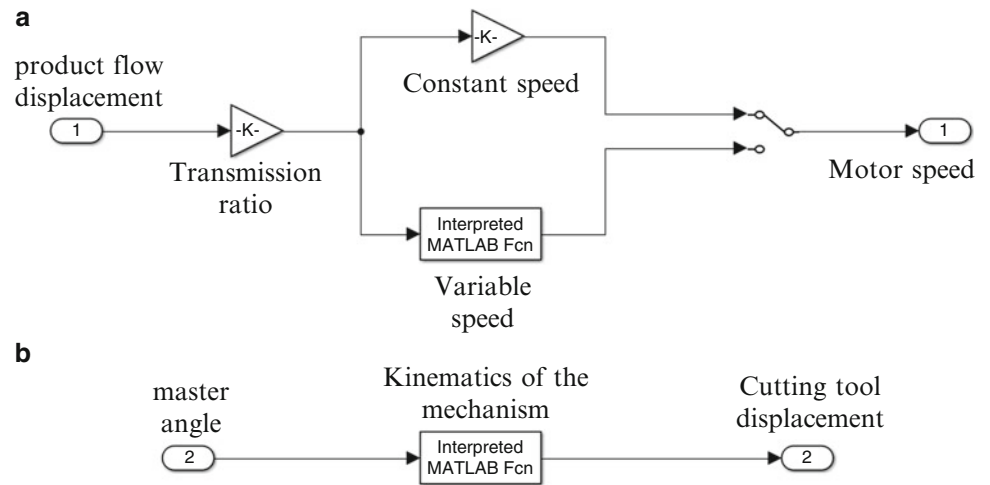 a
product flow
displacement
1
-K-
Transmission
ratio
-K-
Constant speed
Interpreted
MATLAB Fcn
Variable
speed
1
Motor speed
b
master
angle
2
Kinematics of the
mechanism
Interpreted
MATLAB Fcn
Cutting tool
displacement
2